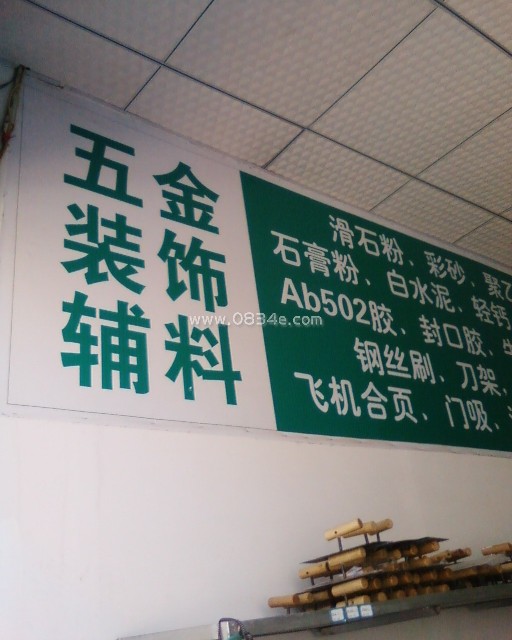 五金
装饰
辅料
滑石粉、彩砂、聚乙
石膏粉、白水泥、轻钙
Ab502胶、封口胶、
钢丝刷、刀架、
飞机合页、门吸、
www.0834e.com